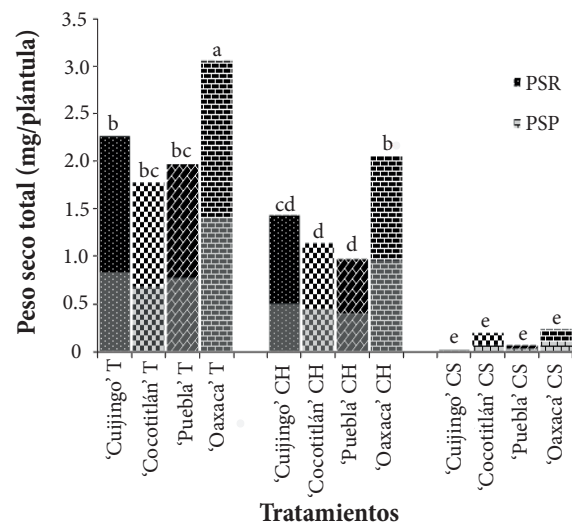 Peso seco total (mg/plántula)
3.5
3.0
2.5
2.0
1.5
1.0
0.5
0
b
bc
bc
a
cd
d
d
b
e
e
e
e
PSR
PSP
‘Cuijingo’ T
‘Cocotitlán’ T
‘Puebla’ T
‘Oaxaca’ T
‘Cuijingo’ CH
‘Cocotitlán’ CH
‘Puebla’ CH
‘Oaxaca’ CH
‘Cuijingo’ CS
‘Cocotitlán’ CS
‘Puebla’ CS
‘Oaxaca’ CS
Tratamientos